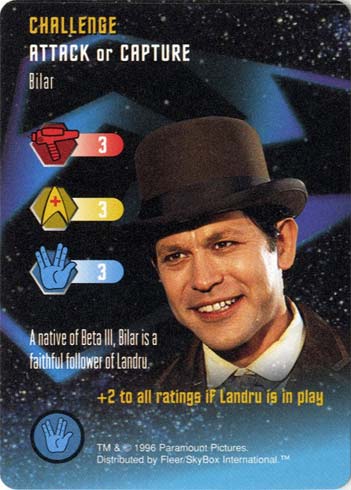 CHALLENGE
ATTACK or CAPTURE
Bilar
3
3
3
A native of Beta III, Bilar is a
faithful follower of Landru.
+2 to all ratings if Landru is in play
TM & © 1996 Paramount Pictures.
Distributed by Fleer/SkyBox International.™